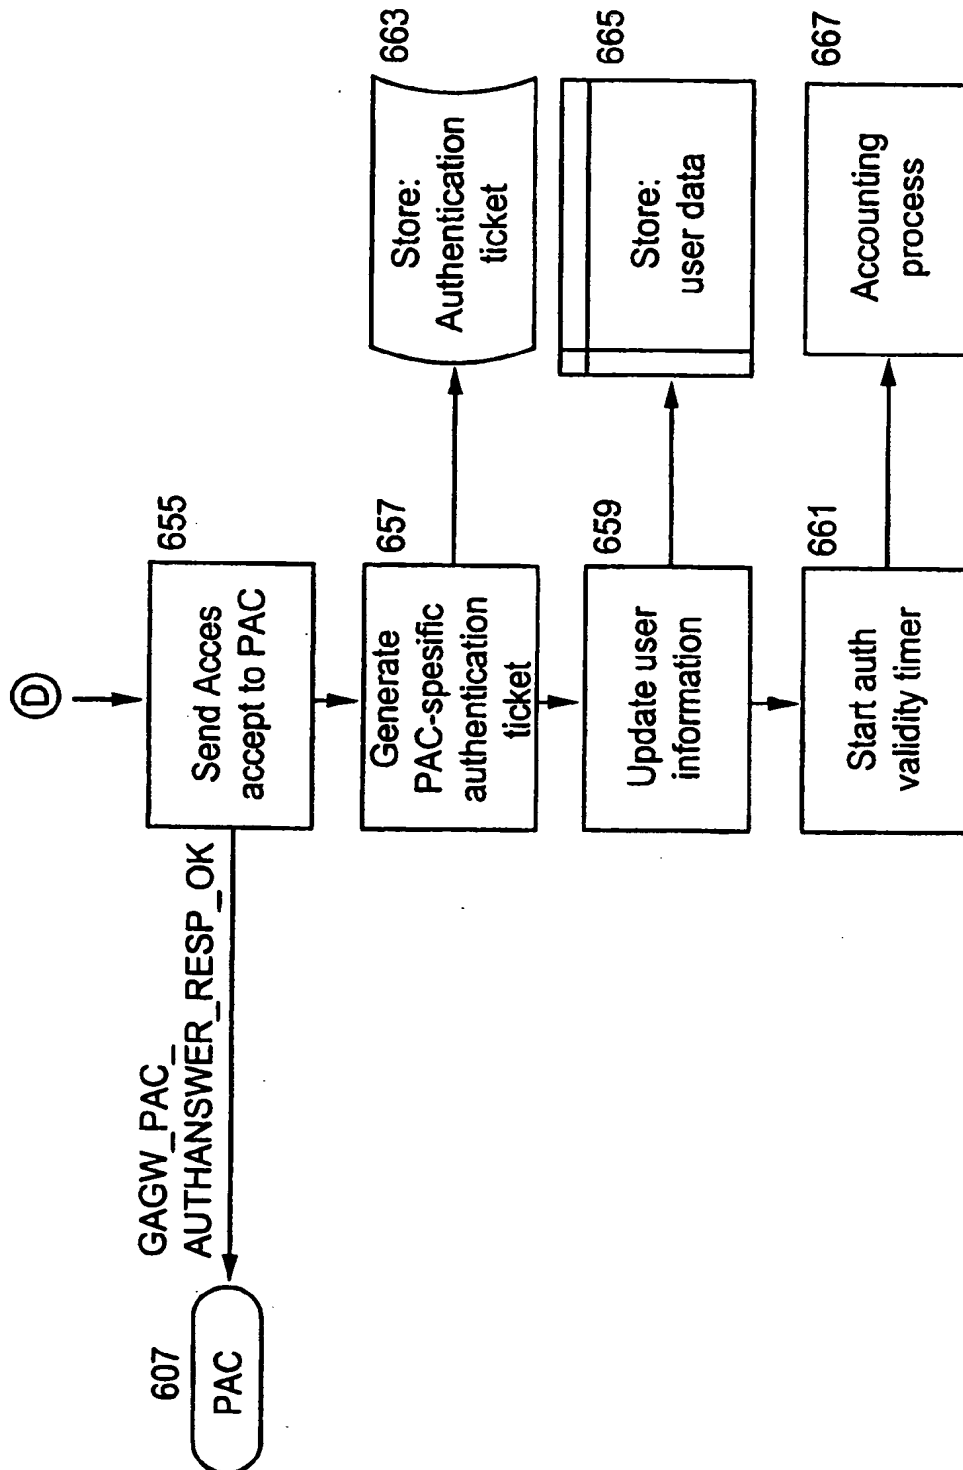 D
655
Send Acces
accept to PAC
GAGW_PAC_
AUTHANSWER_RESP_OK
607
PAC
657
Generate
PAC-spesific
authentication
ticket
663
Store:
Authentication
ticket
659
Update user
information
665
Store:
user data
661
Start auth
validity timer
667
Accounting
process